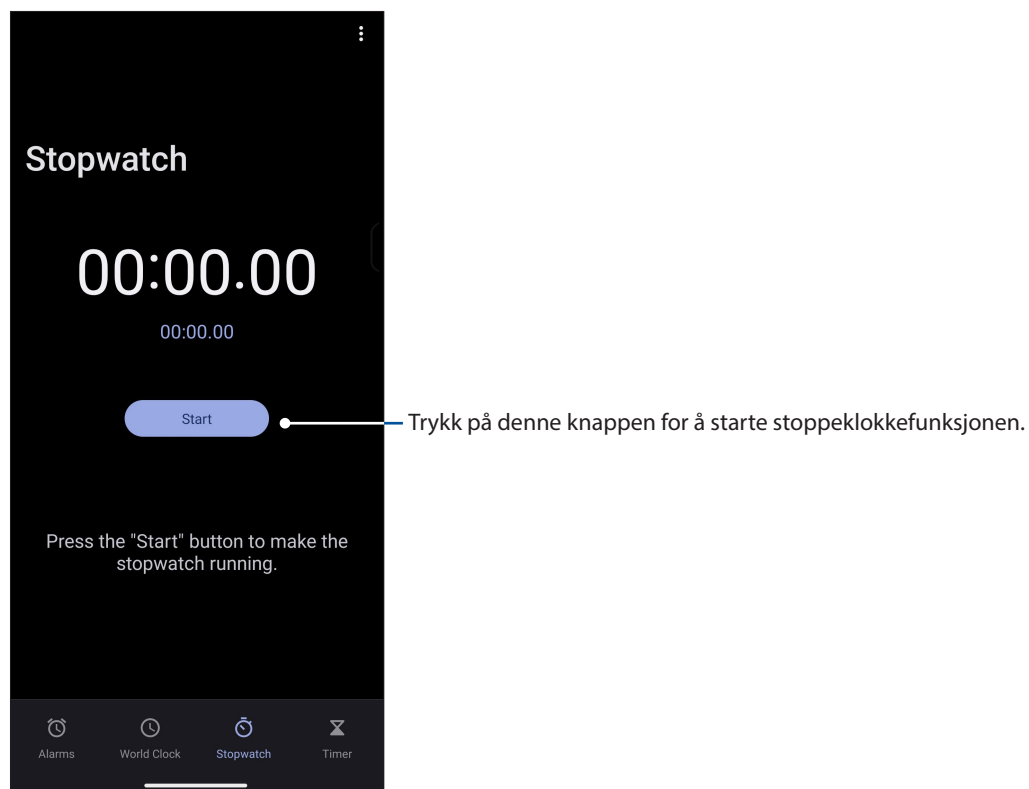 Stopwatch
00:00.00
00:00.00
Start
Trykk på denne knappen for å starte stoppeklokkefunksjonen.
Press the "Start" button to make the
stopwatch running.
Alarms World Clock Stopwatch Timer